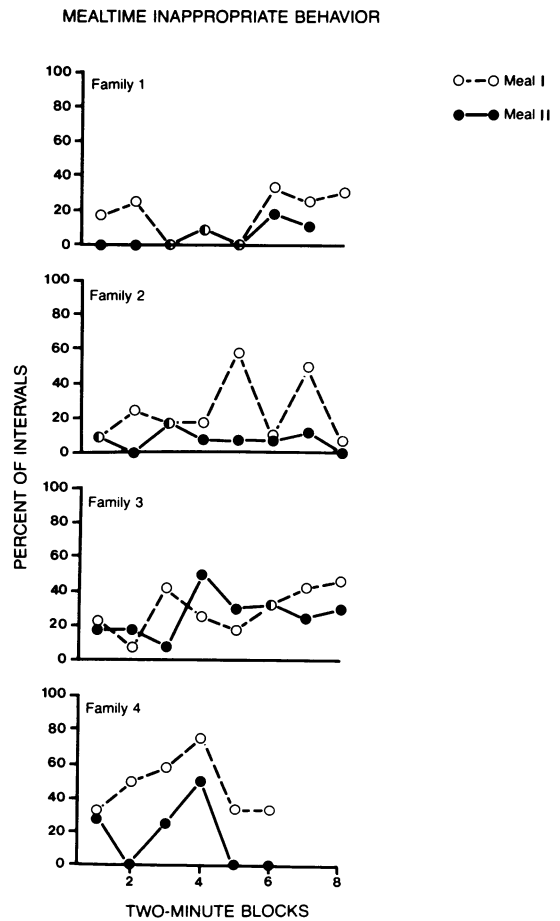 MEALTIME INAPPROPRIATE BEHAVIOR
Meal I
Meal II
PERCENT OF INTERVALS
Family 1
100
80
60
40
20
0
Family 2
100
80
60
40
20
0
Family 3
100
80
60
40
20
0
Family 4
100
80
60
40
20
0
2 4 6 8
TWO-MINUTE BLOCKS